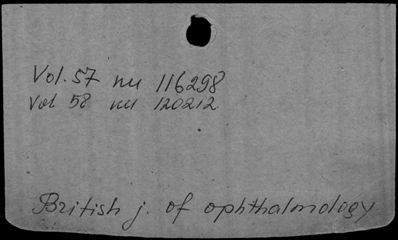 Vol. 57 nu 116298
Vol 58 nu 120212
British j. of ophthalmology